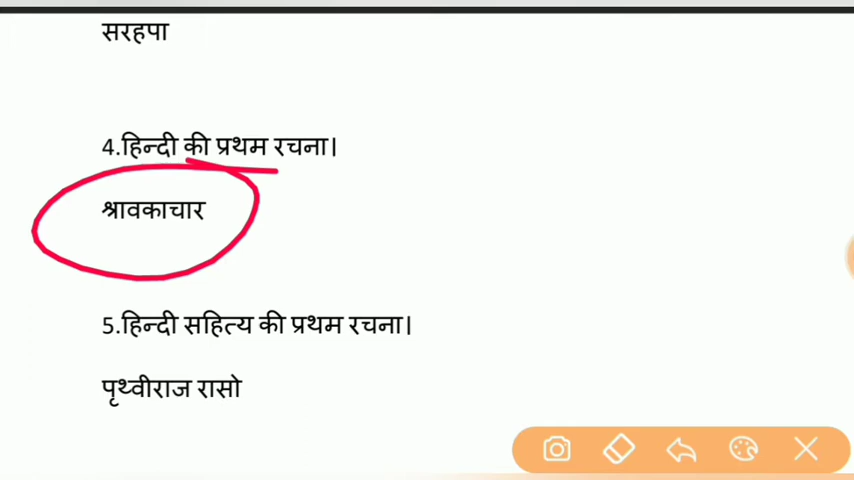 सरहपा
4.हिन्दी की प्रथम रचना।
श्रावकाचार
5.हिन्दी सहित्य की प्रथम रचना।
पृथ्वीराज रासो